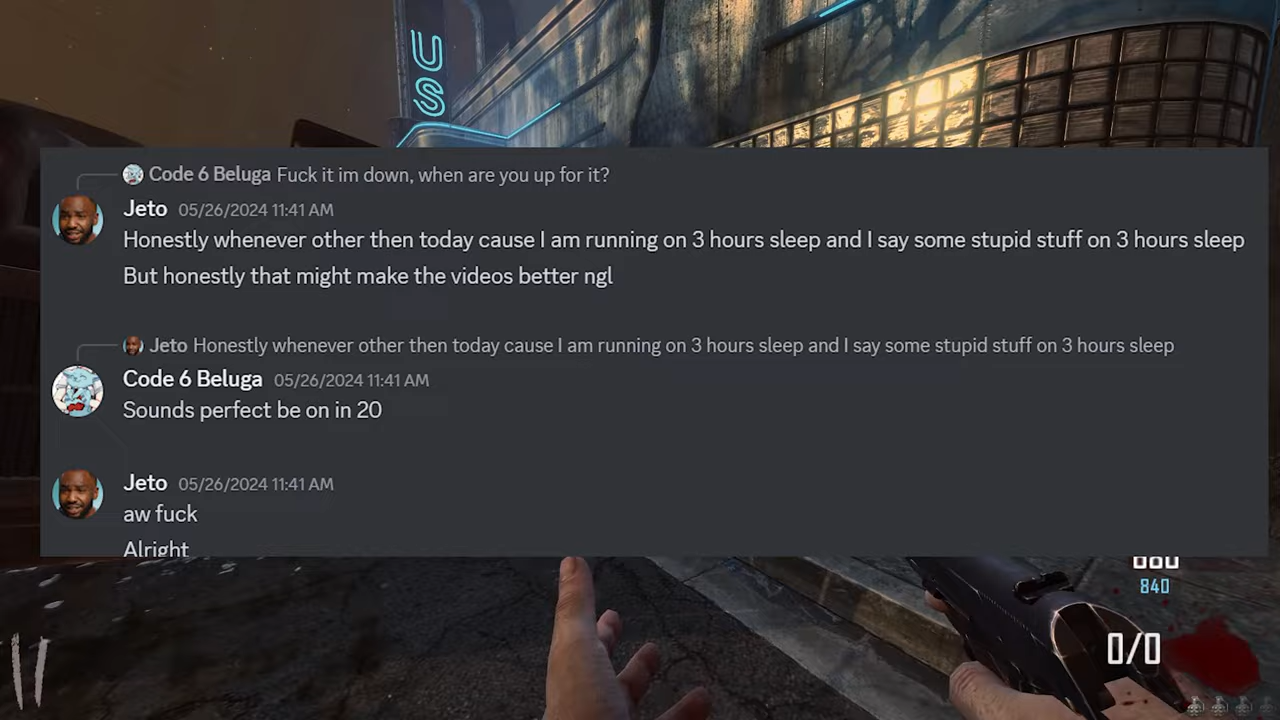 US
Code 6 Beluga Fuck it im down, when are you up for it?
Jeto 05/26/2024 11:41 AM
Honestly whenever other then today cause I am running on 3 hours sleep and I say some stupid stuff on 3 hours sleep
But honestly that might make the videos better ngl
Jeto Honestly whenever other then today cause I am running on 3 hours sleep and I say some stupid stuff on 3 hours sleep
Code 6 Beluga 05/26/2024 11:41 AM
Sounds perfect be on in 20
Jeto 05/26/2024 11:41 AM
aw fuck
Alright
840
0/0